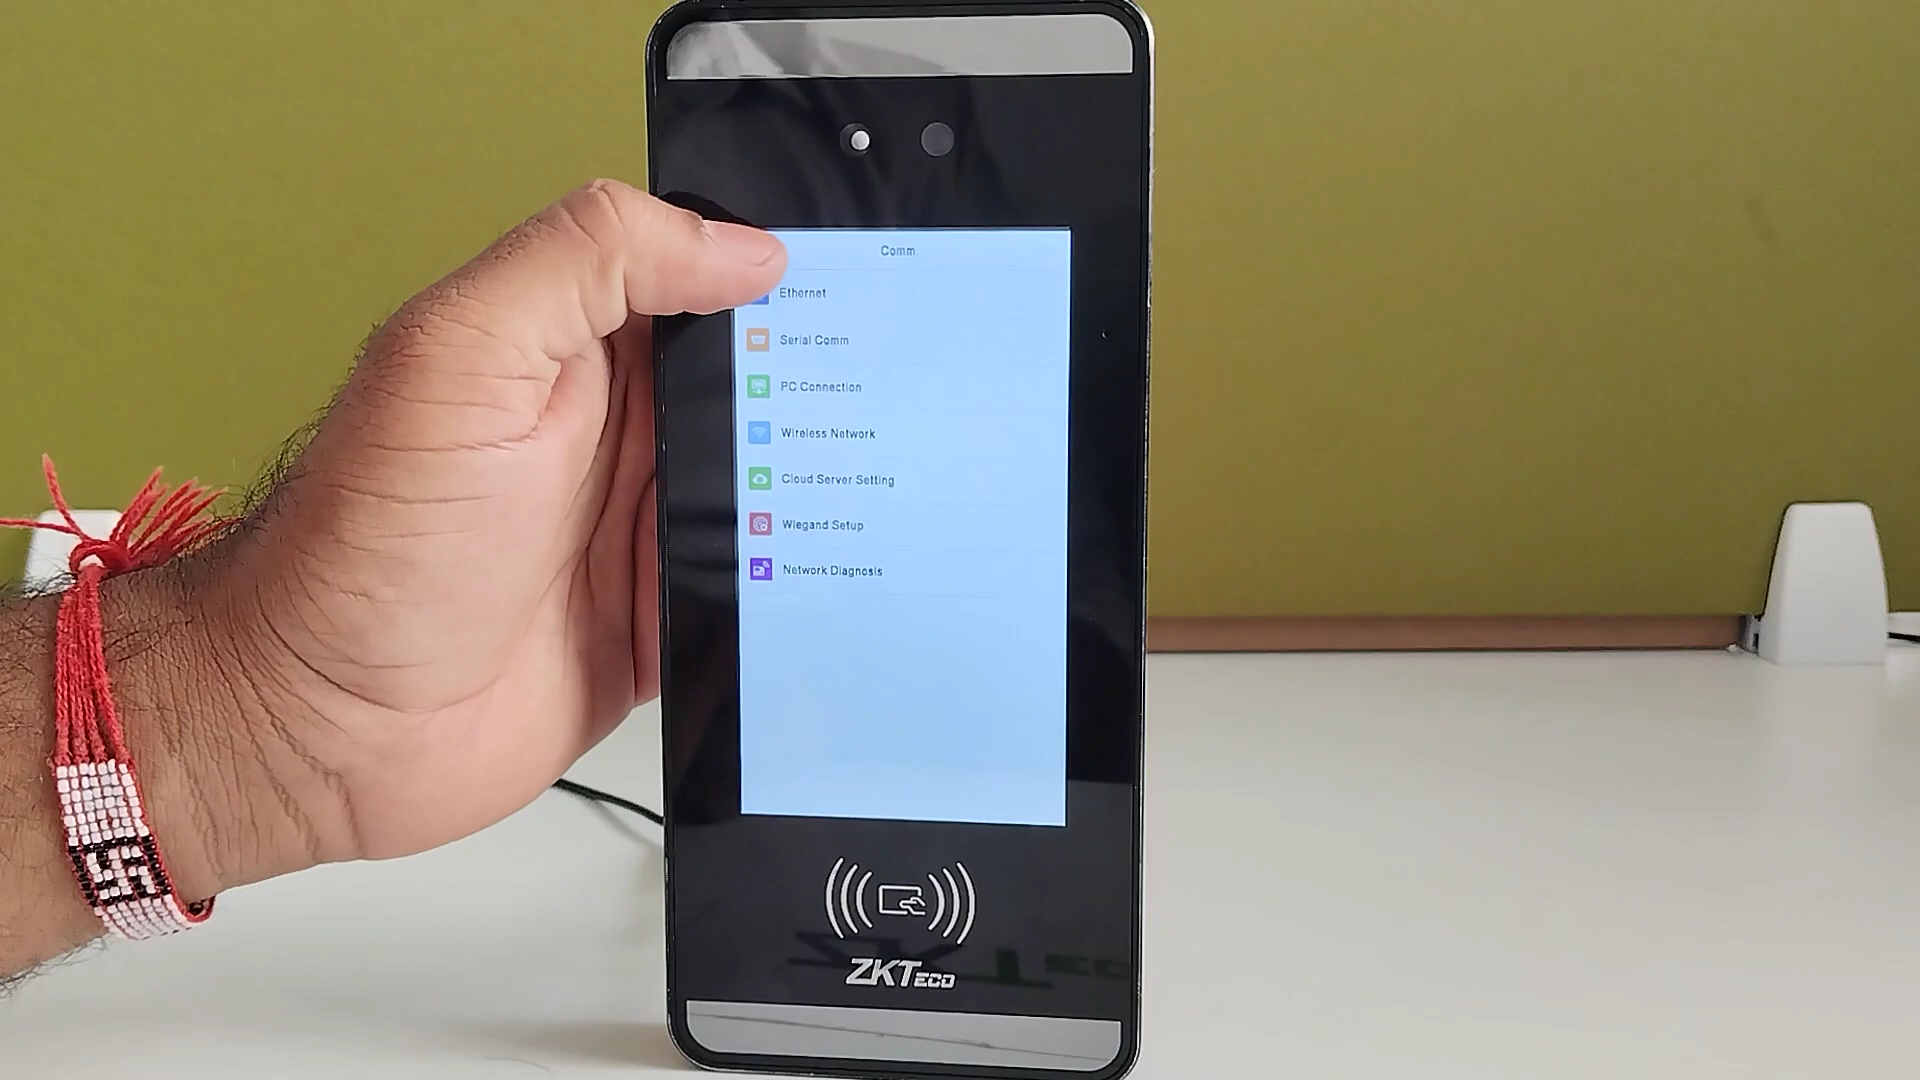 Comm.
Ethernet
Serial Comm
PC Connection
Wireless Network
Cloud Server Setting
Wiegand Setup
Network Diagnosis
ZKTECO